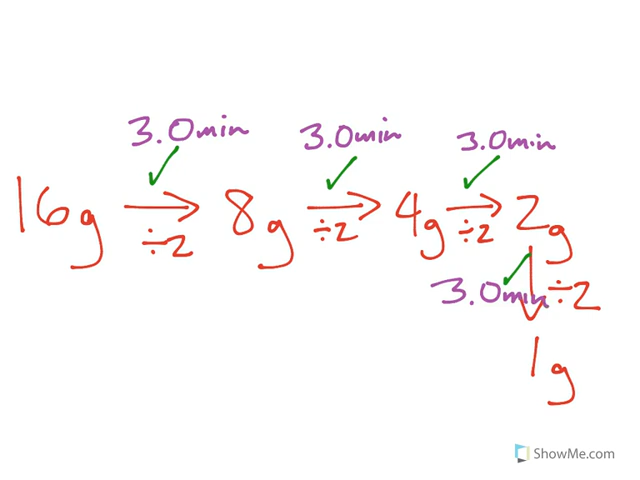 3.0min 3.0min 3.0min
16g 8g 4g 2g
÷2 ÷2 ÷2
3.0min ÷2
1g
ShowMe.com